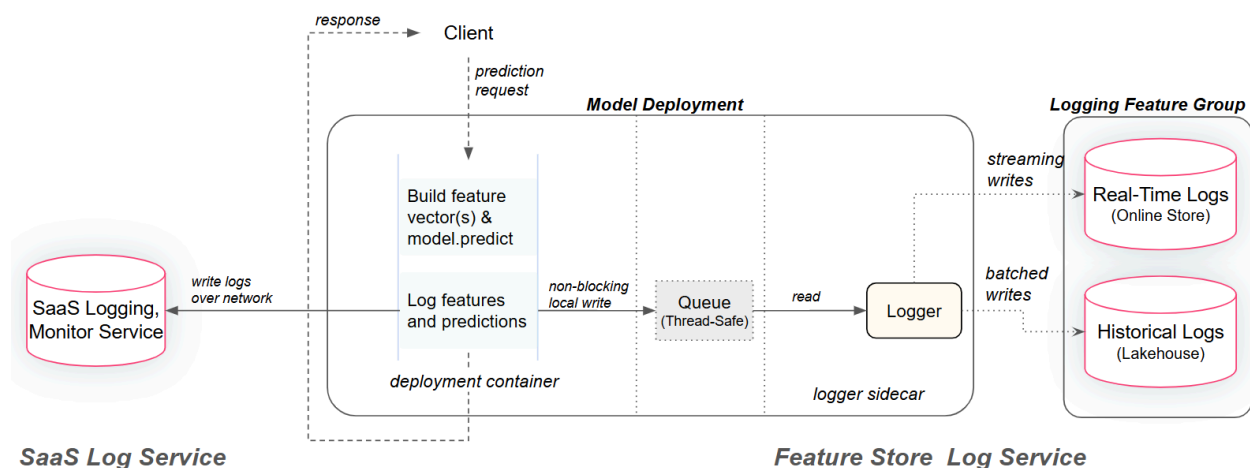 response
Client
prediction
request
Model Deployment
Logging Feature Group
streaming
writes
Real-Time Logs
(Online Store)
Build feature
vector(s) &
model.predict
write logs
over network
SaaS Logging,
Monitor Service
Log features
and predictions
non-blocking
local write
Queue
(Thread-Safe)
read
Logger
batched
writes
Historical Logs
(Lakehouse)
deployment container
logger sidecar
SaaS Log Service
Feature Store Log Service